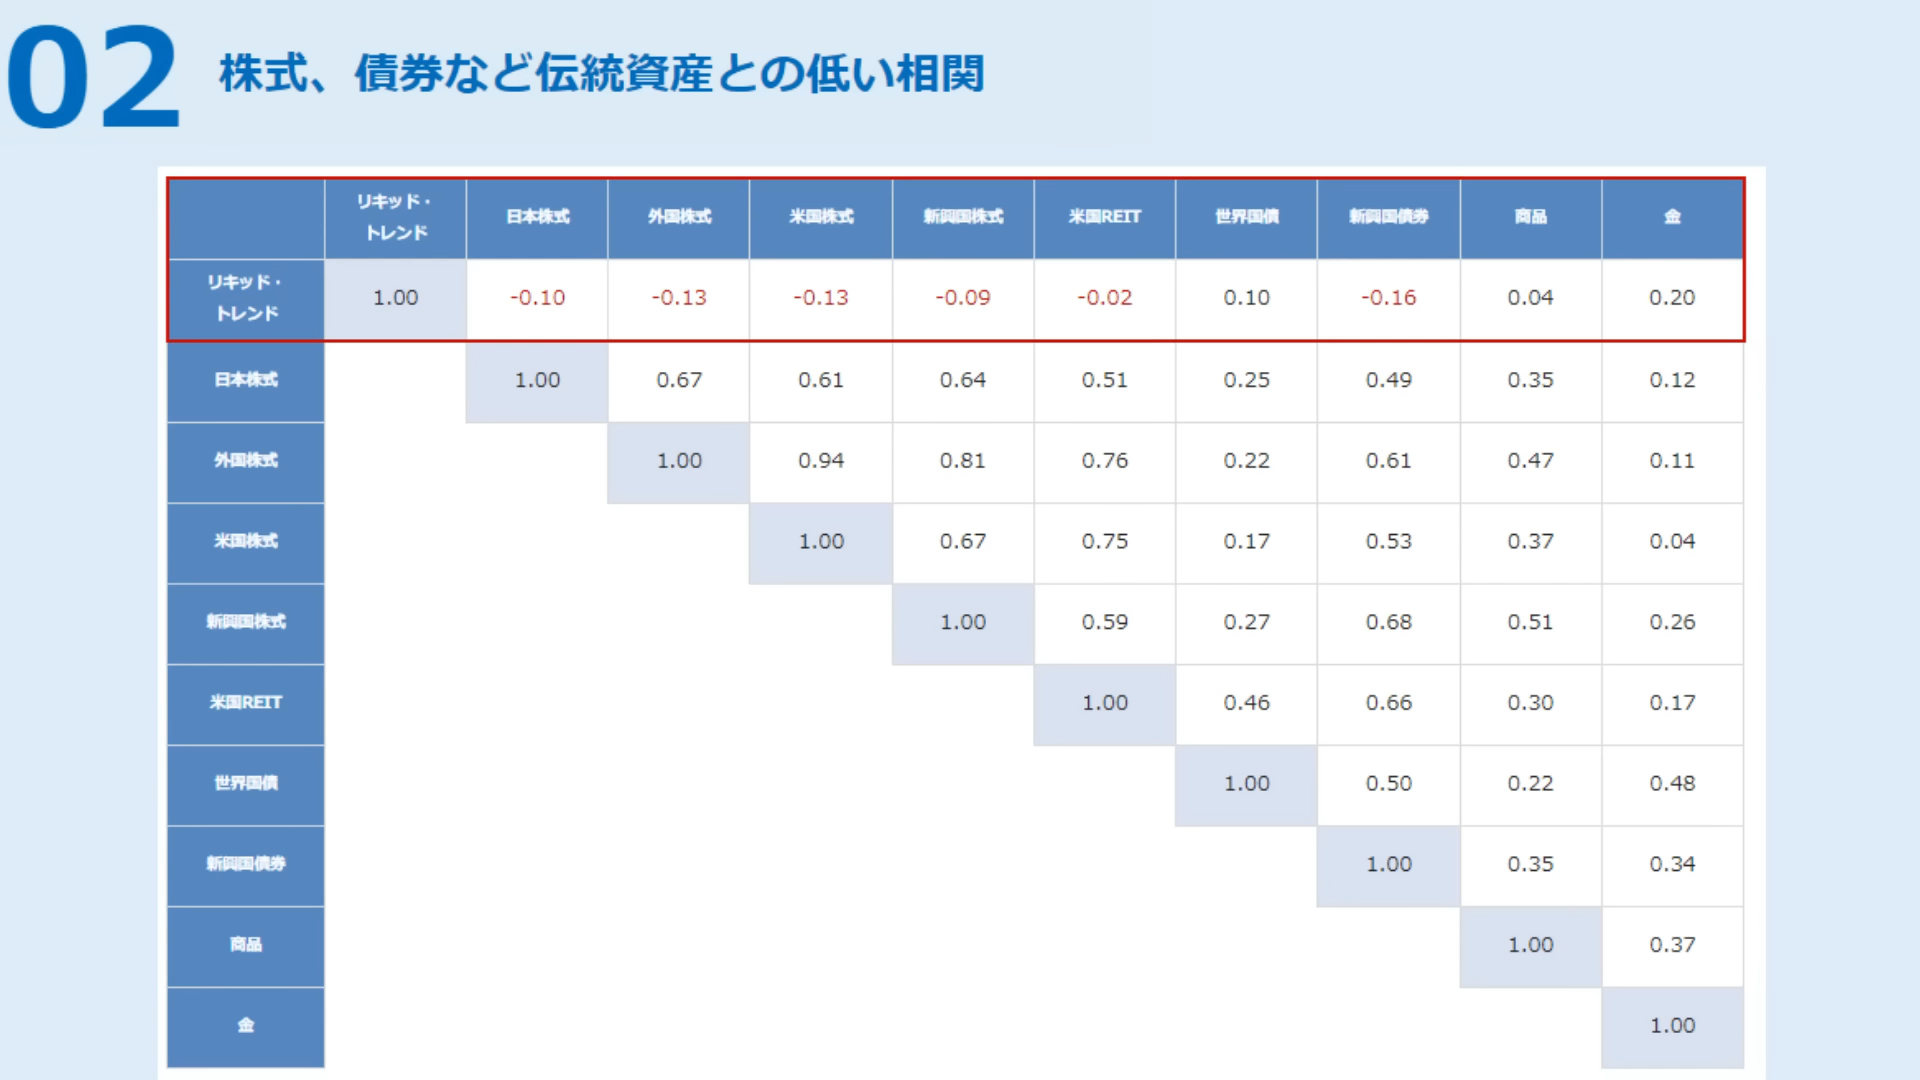 02 株式、債券など伝統資産との低い相関
リキッド・トレンド 日本株式 外国株式 米国株式 新興国株式 米国REIT 世界国債 新興国債券 商品 金
リキッド・トレンド 1.00 -0.10 -0.13 -0.13 -0.09 -0.02 0.10 -0.16 0.04 0.20
日本株式 1.00 0.67 0.61 0.64 0.51 0.25 0.49 0.35 0.12
外国株式 1.00 0.94 0.81 0.76 0.22 0.61 0.47 0.11
米国株式 1.00 0.67 0.75 0.17 0.53 0.37 0.04
新興国株式 1.00 0.59 0.27 0.68 0.51 0.26
米国REIT 1.00 0.46 0.66 0.30 0.17
世界国債 1.00 0.50 0.22 0.48
新興国債券 1.00 0.35 0.34
商品 1.00 0.37
金 1.00